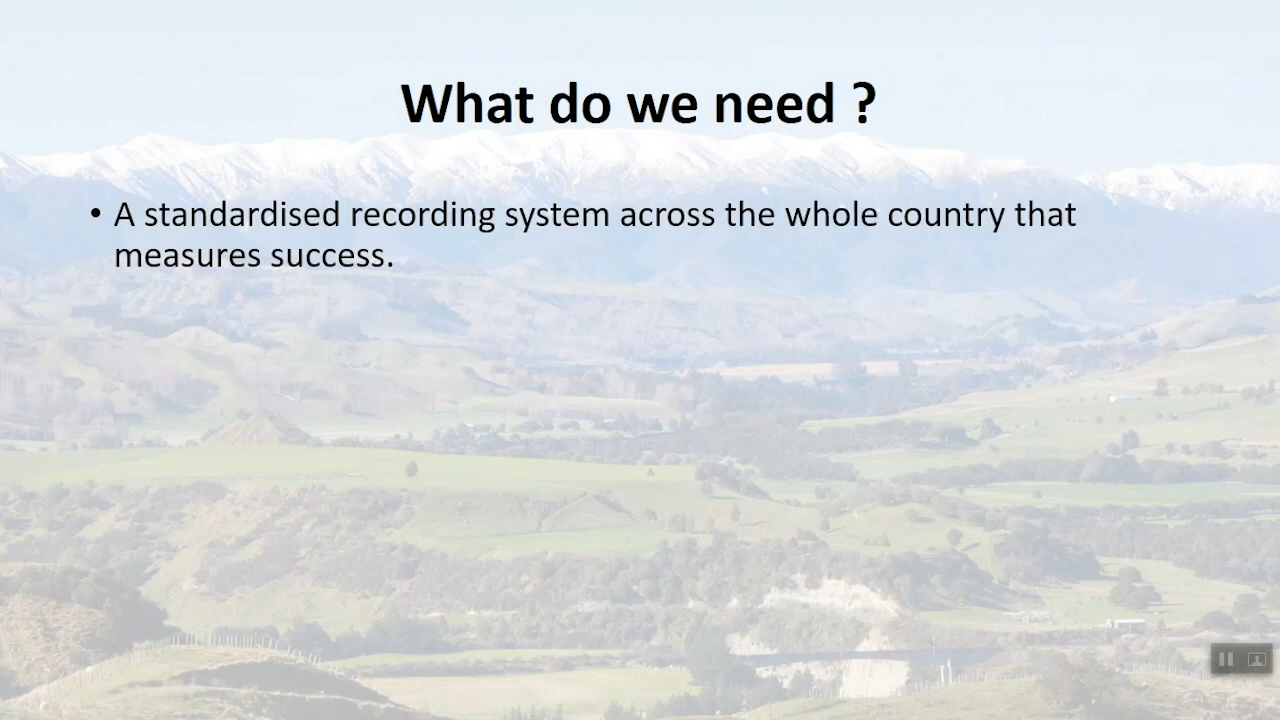 What do we need ?
• A standardised recording system across the whole country that
measures success.